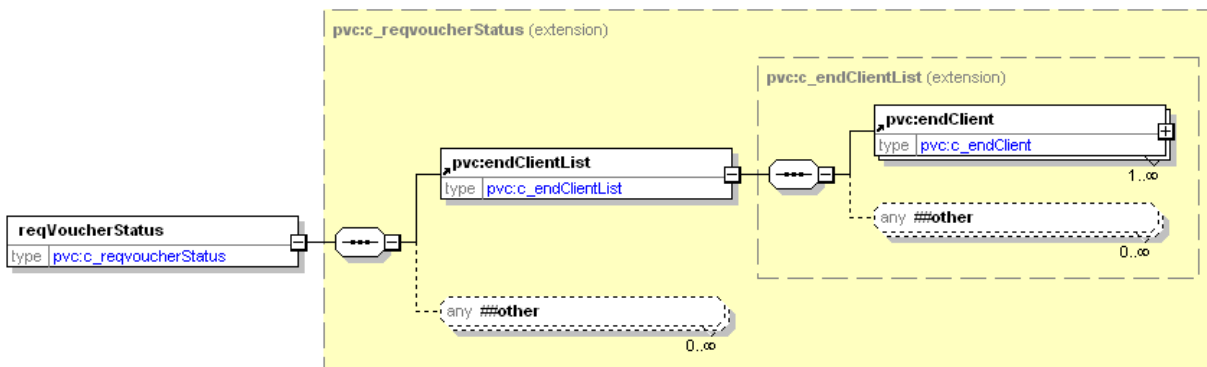 pvc:c_reqvoucherStatus (extension)
pvc:c_endClientList (extension)
pvc:endClient
type pvc:c_endClient
1..∞
pvc:endClientList
type pvc:c_endClientList
any ##other
0..∞
reqVoucherStatus
type pvc:c_reqvoucherStatus
any ##other
0..∞